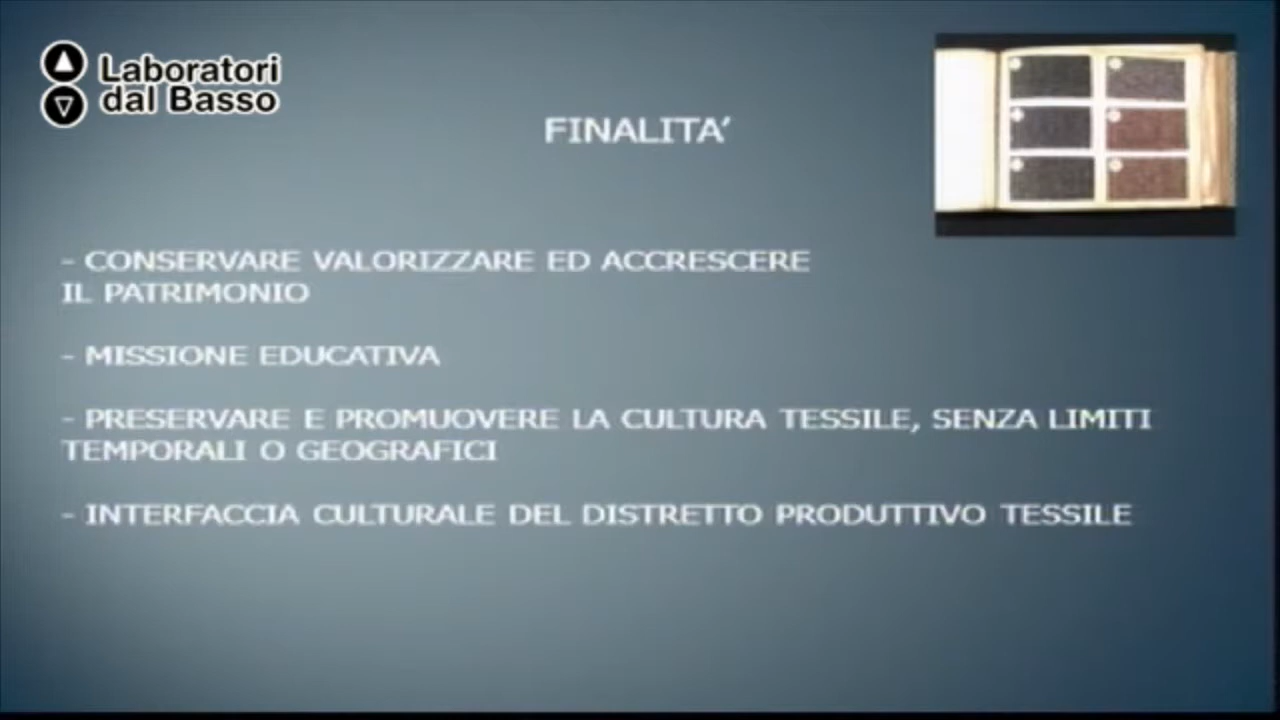 Laboratori
dal Basso
FINALITA’
- CONSERVARE VALORIZZARE ED ACCRESCERE
IL PATRIMONIO
- MISSIONE EDUCATIVA
- PRESERVARE E PROMUOVERE LA CULTURA TESSILE, SENZA LIMITI
TEMPORALI O GEOGRAFICI
- INTERFACCIA CULTURALE DEL DISTRETTO PRODUTTIVO TESSILE